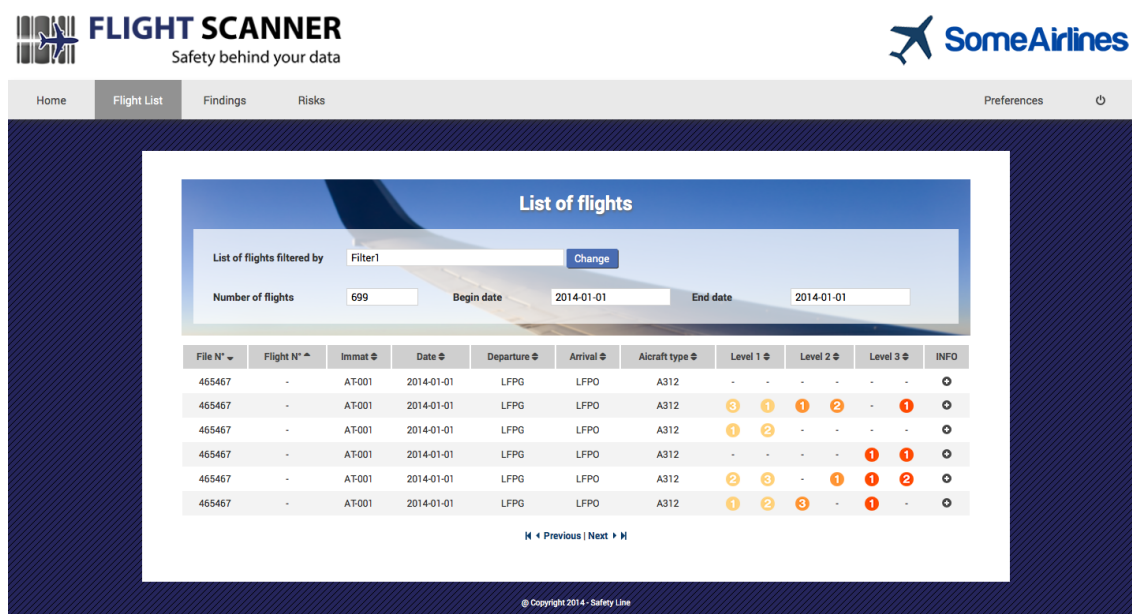 FLIGHT SCANNER
Safety behind your data
SomeAirlines
Home Flight List Findings Risks Preferences
List of flights
List of flights filtered by Filter1 Change
Number of flights 699 Begin date 2014-01-01 End date 2014-01-01
File N° Flight N° Immat Date Departure Arrival Aicraft type Level 1 Level 2 Level 3 INFO
465467 - AT-001 2014-01-01 LFPG LFPO A312 - - - - - -
465467 - AT-001 2014-01-01 LFPG LFPO A312 3 1 1 2 - 1
465467 - AT-001 2014-01-01 LFPG LFPO A312 1 2 - - - -
465467 - AT-001 2014-01-01 LFPG LFPO A312 - - - - 1 1
465467 - AT-001 2014-01-01 LFPG LFPO A312 2 3 - 1 1 2
465467 - AT-001 2014-01-01 LFPG LFPO A312 1 2 3 - 1 -
Previous | Next
@ Copyright 2014 - Safety Line